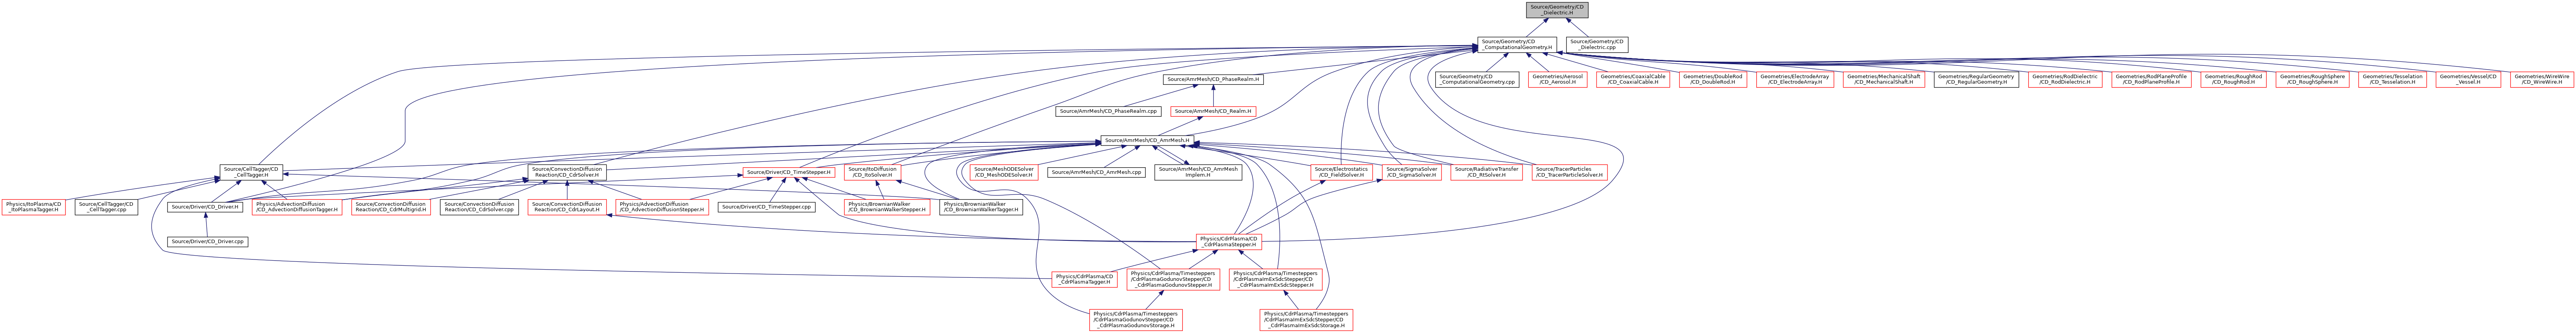 Source/Geometry/CD
_Dielectric.H
Source/Geometry/CD
_ComputationalGeometry.H
Source/Geometry/CD
_Dielectric.cpp
Source/AmrMesh/CD_PhaseRealm.H
Source/Geometry/CD
_ComputationalGeometry.cpp
Geometries/Aerosol
/CD_Aerosol.H
Geometries/CoaxialCable
/CD_CoaxialCable.H
Geometries/DoubleRod
/CD_DoubleRod.H
Geometries/ElectrodeArray
/CD_ElectrodeArray.H
Geometries/MechanicalShaft
/CD_MechanicalShaft.H
Geometries/RegularGeometry
/CD_RegularGeometry.H
Geometries/RodDielectric
/CD_RodDielectric.H
Geometries/RodPlaneProfile
/CD_RodPlaneProfile.H
Geometries/RoughRod
/CD_RoughRod.H
Geometries/RoughSphere
/CD_RoughSphere.H
Geometries/Tesselation
/CD_Tesselation.H
Geometries/Vessel/CD
_Vessel.H
Geometries/WireWire
/CD_WireWire.H
Source/AmrMesh/CD_PhaseRealm.cpp
Source/AmrMesh/CD_Realm.H
Source/AmrMesh/CD_AmrMesh.H
Source/CellTagger/CD
_CellTagger.H
Source/ConvectionDiffusion
Reaction/CD_CdrSolver.H
Source/Driver/CD_TimeStepper.H
Source/ItoDiffusion
/CD_ItoSolver.H
Source/MeshODESolver
/CD_MeshODESolver.H
Source/AmrMesh/CD_AmrMesh.cpp
Source/AmrMesh/CD_AmrMesh
Implem.H
Source/Electrostatics
/CD_FieldSolver.H
Source/SigmaSolver
/CD_SigmaSolver.H
Source/RadiativeTransfer
/CD_RtSolver.H
Source/TracerParticles
/CD_TracerParticleSolver.H
Physics/ItoPlasma/CD
_ItoPlasmaTagger.H
Source/CellTagger/CD
_CellTagger.cpp
Source/Driver/CD_Driver.H
Physics/AdvectionDiffusion
/CD_AdvectionDiffusionTagger.H
Source/ConvectionDiffusion
Reaction/CD_CdrMultigrid.H
Source/ConvectionDiffusion
Reaction/CD_CdrSolver.cpp
Source/ConvectionDiffusion
Reaction/CD_CdrLayout.H
Physics/AdvectionDiffusion
/CD_AdvectionDiffusionStepper.H
Source/Driver/CD_TimeStepper.cpp
Physics/BrownianWalker
/CD_BrownianWalkerStepper.H
Physics/BrownianWalker
/CD_BrownianWalkerTagger.H
Source/Driver/CD_Driver.cpp
Physics/CdrPlasma/CD
_CdrPlasmaStepper.H
Physics/CdrPlasma/CD
_CdrPlasmaTagger.H
Physics/CdrPlasma/Timesteppers
/CdrPlasmaGodunovStepper/CD
_CdrPlasmaGodunovStepper.H
Physics/CdrPlasma/Timesteppers
/CdrPlasmaImExSdcStepper/CD
_CdrPlasmaImExSdcStepper.H
Physics/CdrPlasma/Timesteppers
/CdrPlasmaGodunovStepper/CD
_CdrPlasmaGodunovStorage.H
Physics/CdrPlasma/Timesteppers
/CdrPlasmaImExSdcStepper/CD
_CdrPlasmaImExSdcStorage.H